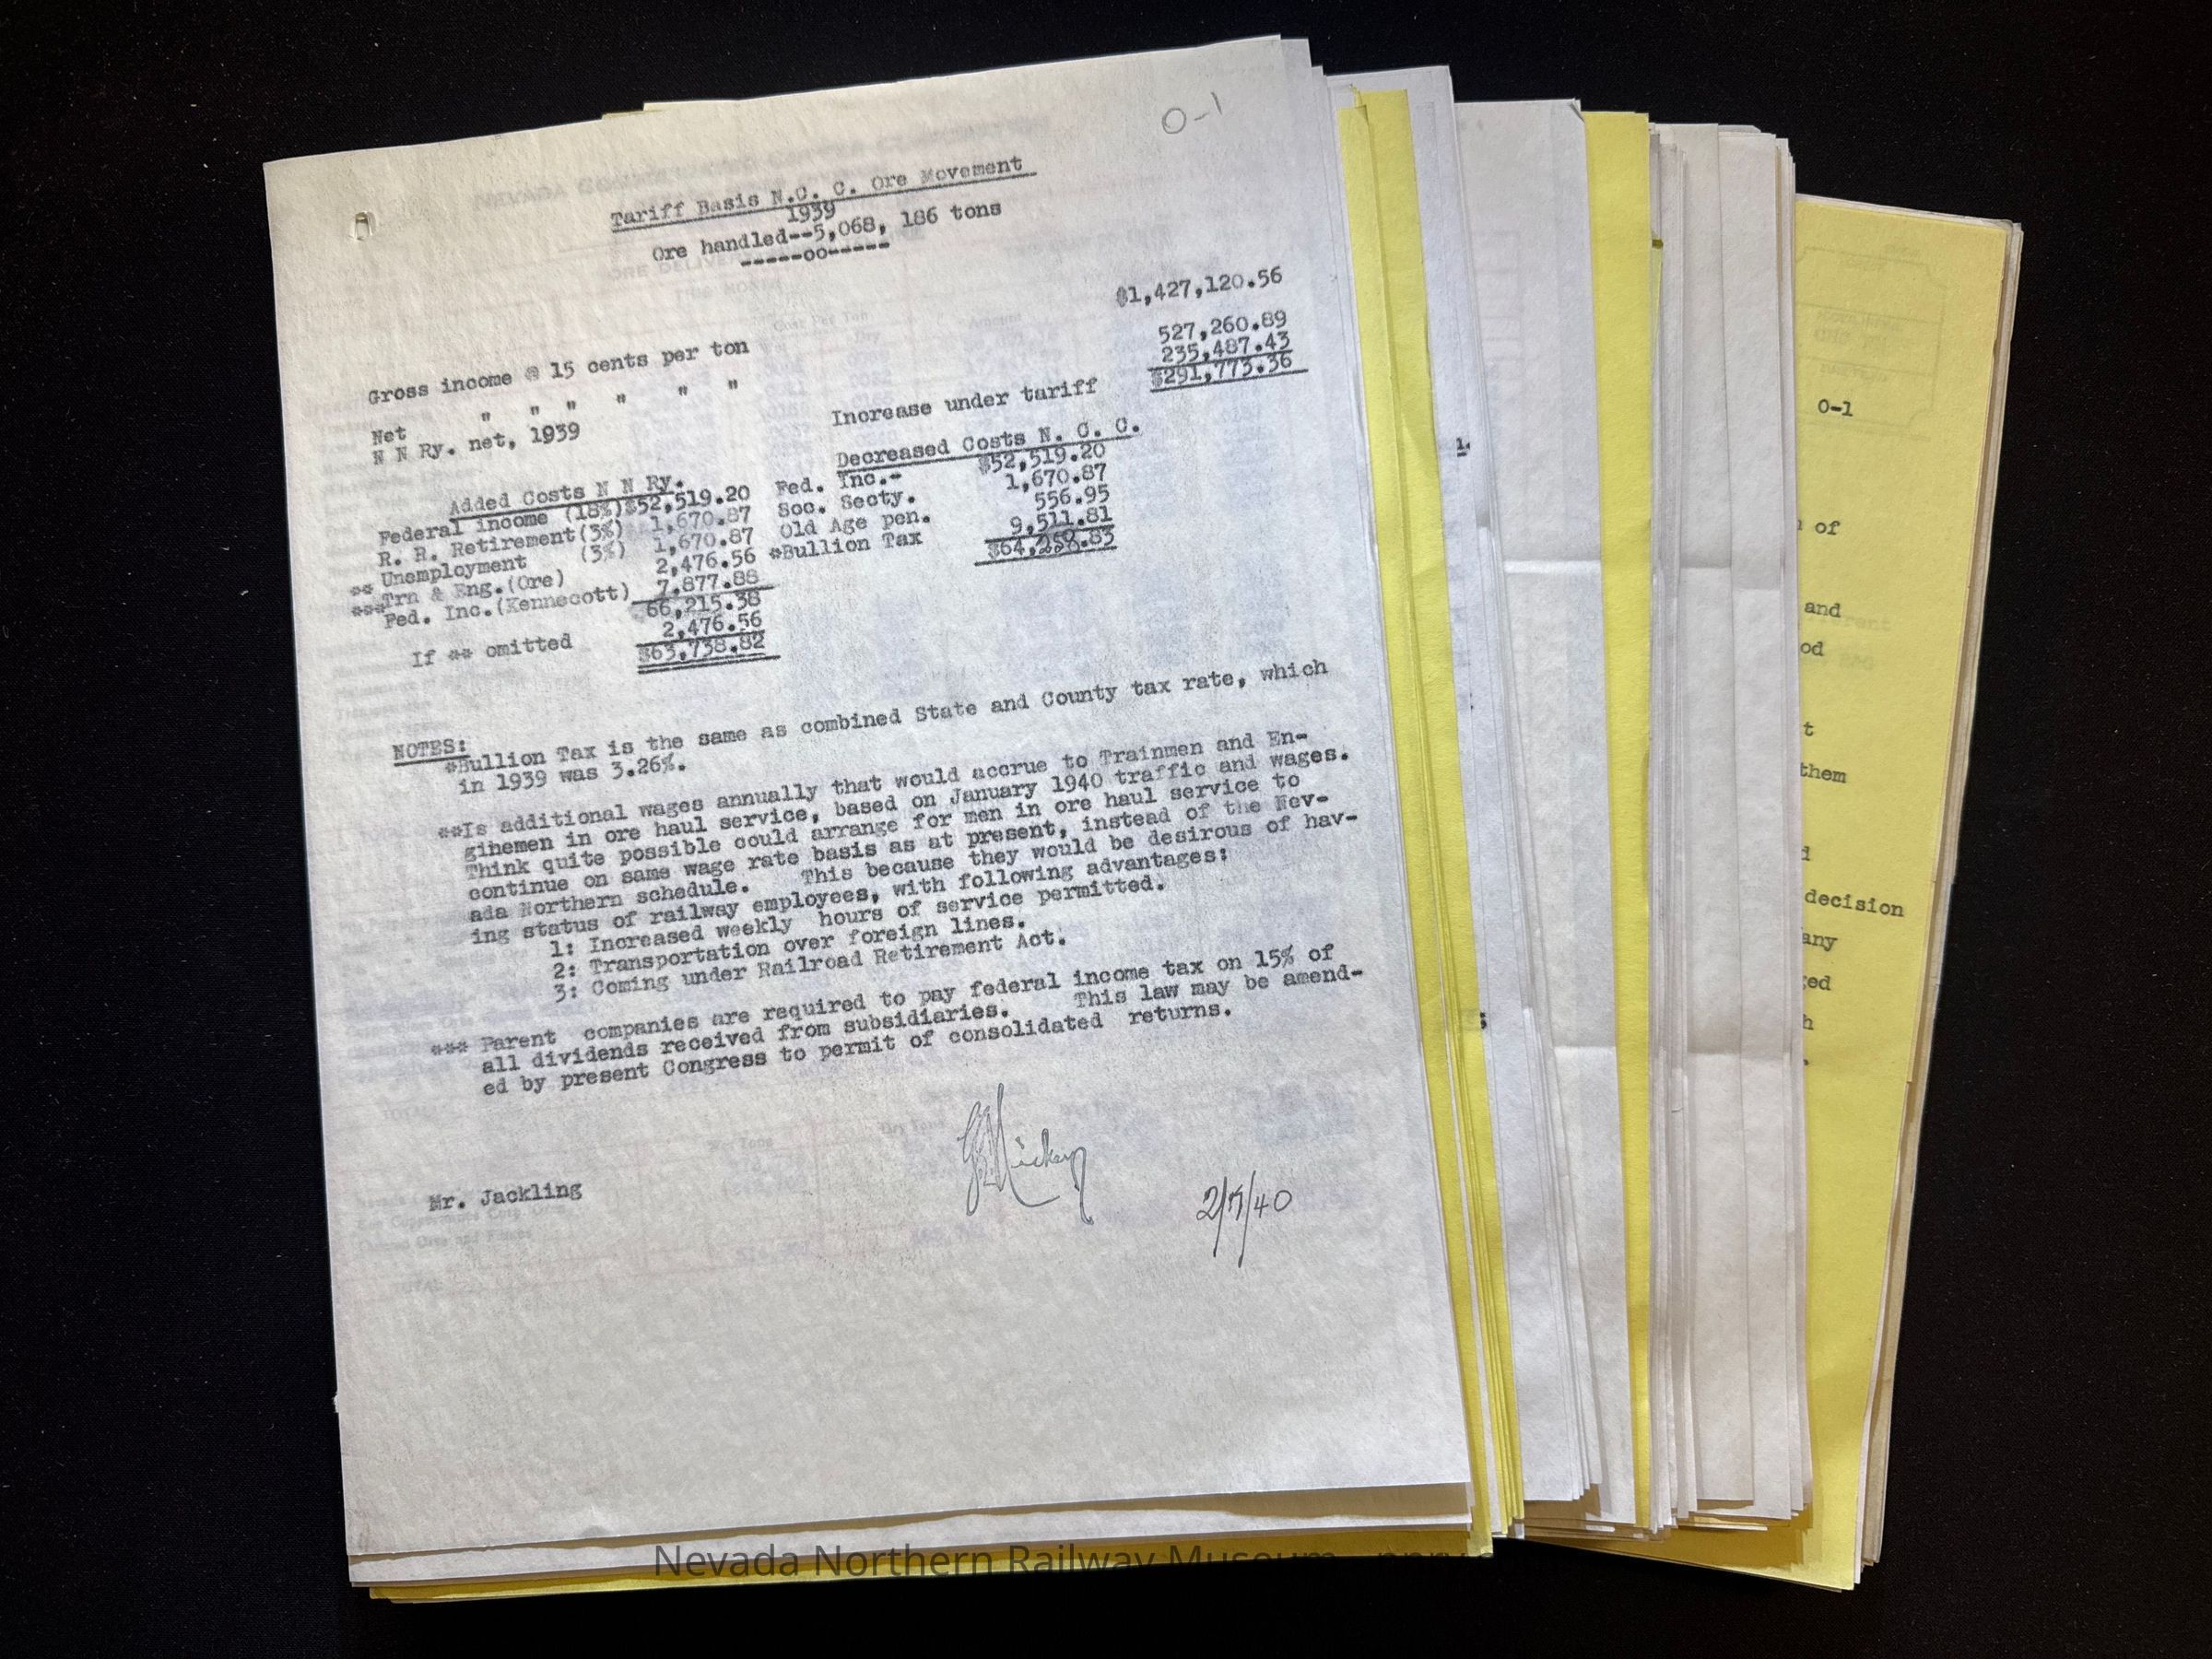 O-1
Tariff Basis N.C. C. Ore Movement
1939
Ore handled--5,068, 186 tons
-----oo-----
Gross income @ 15 cents per ton $1,427,120.56
Net " " " " " " 527,260.89
N N Ry. net, 1939 235,487.43
Increase under tariff $291,773.36
Added Costs N N Ry. Decreased Costs N. C. C.
Federal income (18%)$52,519.20 Fed. Inc.- $52,519.20
R. R. Retirement(3%) 1,670.87 Soc. Secty. 1,670.87
Unemployment (3%) 1,670.87 Old Age pen. 556.95
** Trn & Eng.(Ore) 2,476.56 *Bullion Tax 9,511.81
***Fed. Inc.(Kennecott) 7,877.88 $64,258.83
66,215.38
If ** omitted 2,476.56
$63,738.82
NOTES:
*Bullion Tax is the same as combined State and County tax rate, which
in 1939 was 3.26%.
**Is additional wages annually that would accrue to Trainmen and En-
gihemen in ore haul service, based on January 1940 traffic and wages.
Think quite possible could arrange for men in ore haul service to
continue on same wage rate basis as at present, instead of the Nev-
ada Northern schedule. This because they would be desirous of hav-
ing status of railway employees, with following advantages:
1: Increased weekly hours of service permitted.
2: Transportation over foreign lines.
3: Coming under Railroad Retirement Act.
*** Parent companies are required to pay federal income tax on 15% of
all dividends received from subsidiaries. This law may be amend-
ed by present Congress to permit of consolidated returns.
Mr. Jackling
O-1
of
and
od
t
them
decision
any
ged
h
Nevada Northern Railway Museum